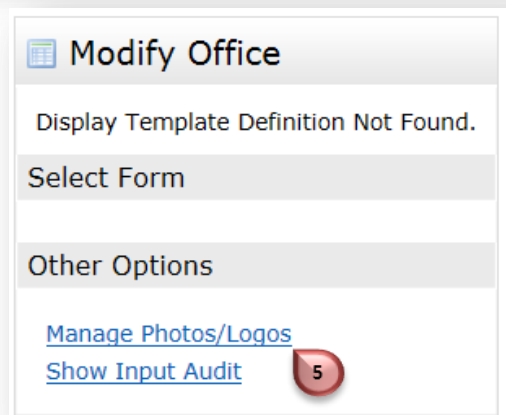 Modify Office
Display Template Definition Not Found.
Select Form
Other Options
Manage Photos/Logos
Show Input Audit
5